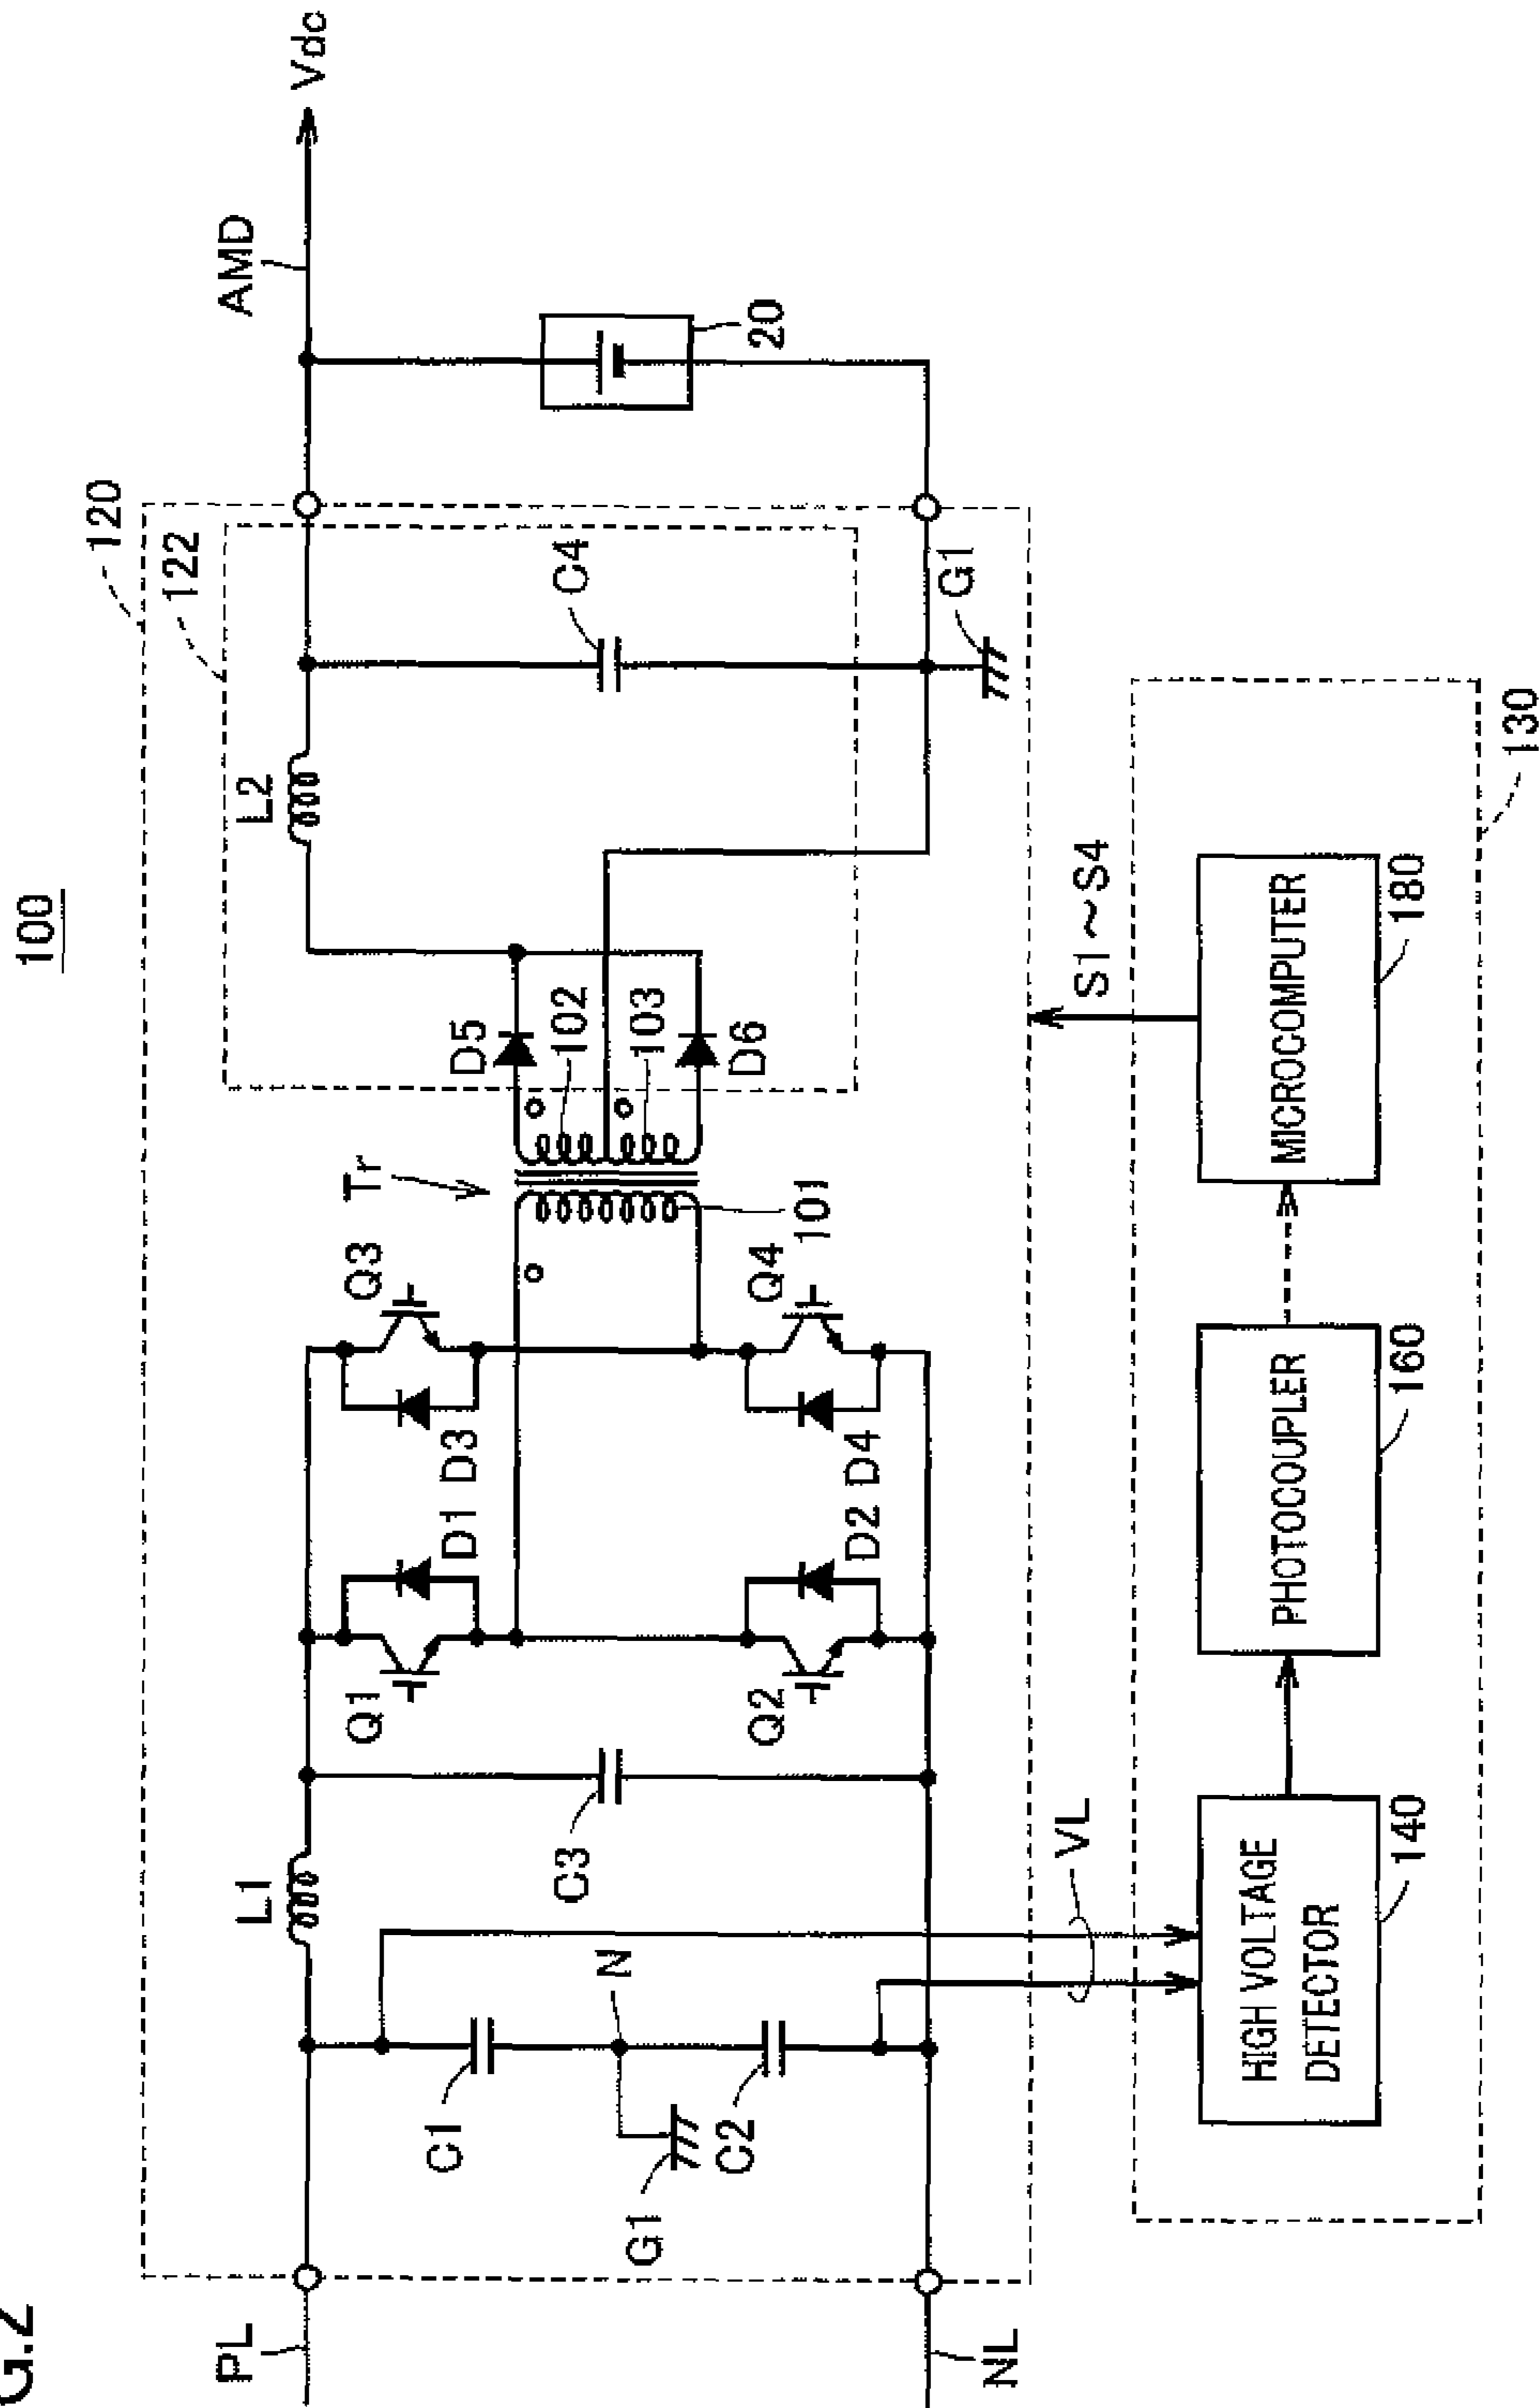 G.2
100
120
122
AMD
Vdc
PL
L1
Q1
D1
D3
Q3
Tr
D5
102
L2
C1
N
C3
101
103
C4
20
G1
C2
Q2
D2
D4
Q4
D6
G1
NL
VL
S1~S4
HIGH VOLTAGE
DETECTOR
PHOTOCOUPLER
MICROCOMPUTER
140
160
180
130